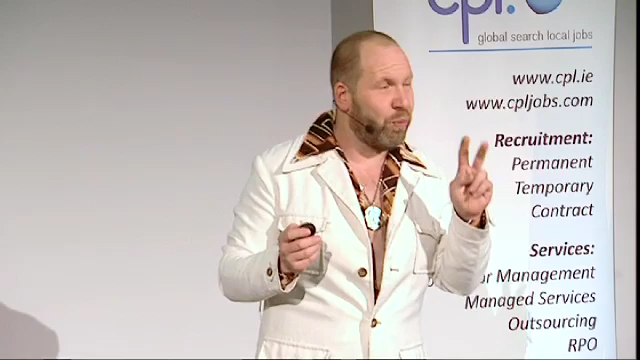 cpl.
global search local jobs
www.cpl.ie
www.cpljobs.com
Recruitment:
Permanent
Temporary
Contract
Services:
Management
Managed Services
Outsourcing
RPO